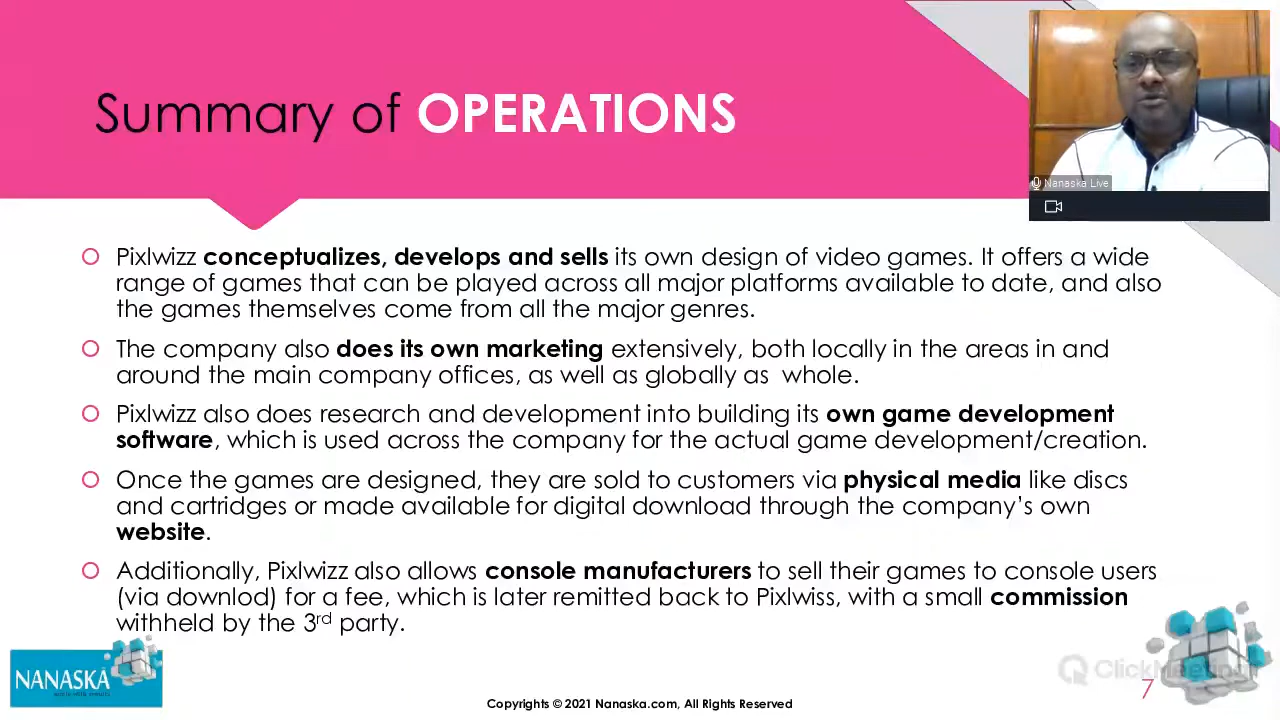 Summary of OPERATIONS
Nanaska Live
Pixlwizz conceptualizes, develops and sells its own design of video games. It offers a wide
range of games that can be played across all major platforms available to date, and also
the games themselves come from all the major genres.
The company also does its own marketing extensively, both locally in the areas in and
around the main company offices, as well as globally as  whole.
Pixlwizz also does research and development into building its own game development
software, which is used across the company for the actual game development/creation.
Once the games are designed, they are sold to customers via physical media like discs
and cartridges or made available for digital download through the company's own
website.
Additionally, Pixlwizz also allows console manufacturers to sell their games to console users
(via downlod) for a fee, which is later remitted back to Pixlwiss, with a small commission
withheld by the 3rd party.
NANASKA
ClickMeeting
7
Copyrights © 2021 Nanaska.com, All Rights Reserved